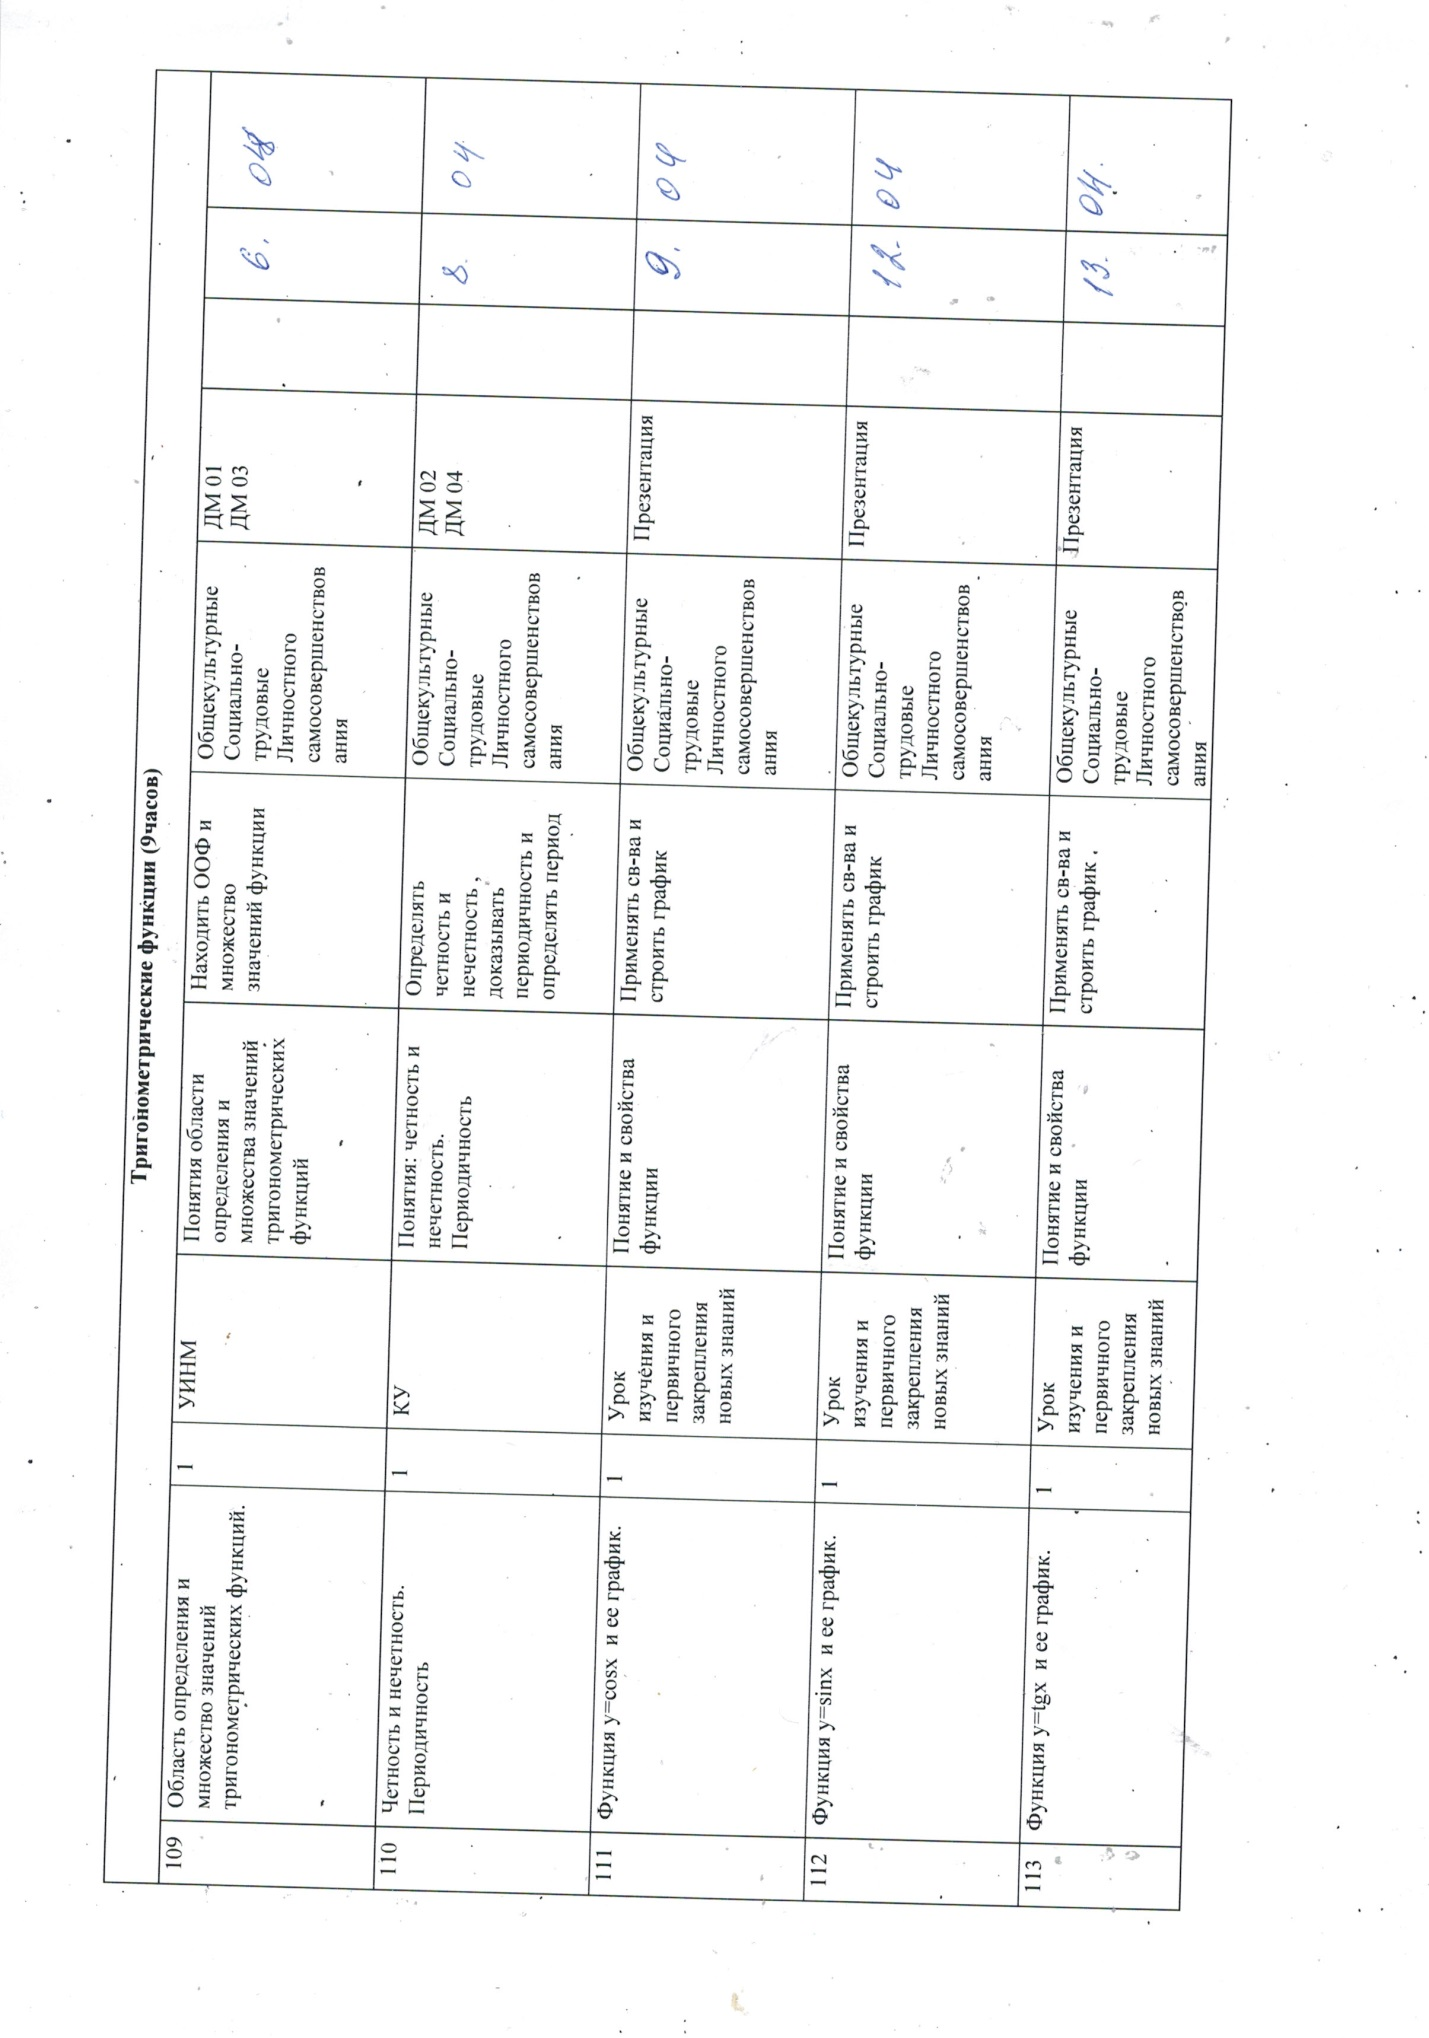 Тригонометрические функции (9часов)
109
Область определения и
множество значений
тригонометрических функций.
1
УИНМ
Понятия области
определения и
множества значений
тригонометрических
функций
Находить ООФ и
множество
значений функции
Общекультурные
Социально-
трудовые
Личностного
самосовершенствов
ания
ДМ 01
ДМ 03
6.
04
110
Четность и нечетность.
Периодичность
1
КУ
Понятия: четность и
нечетность.
Периодичность
Определять
четность и
нечетность ,
доказывать
периодичность и
определять период
Общекультурные
Социально-
трудовые
Личностного
самосовершенствов
ания
ДМ 02
ДМ 04
8.
04
111
Функция y=cosx и ее график.
1
Урок
изучения и
первичного
закрепления
новых знаний
Понятие и свойства
функции
Применять св-ва и
строить график
Общекультурные
Социально-
трудовые
Личностного
самосовершенствов
ания
Презентация
9.
04
112
Функция y=sinx и ее график.
1
Урок
изучения и
первичного
закрепления
новых знаний
Понятие и свойства
функции
Применять св-ва и
строить график
Общекультурные
Социально-
трудовые
Личностного
самосовершенствов
ания
Презентация
12.
04
113
Функция y=tgx и ее график.
1
Урок
изучения и
первичного
закрепления
новых знаний
Понятие и свойства
функции
Применять св-ва и
строить график .
Общекультурные
Социально-
трудовые
Личностного
самосовершенствов
ания
Презентация
13.
04.